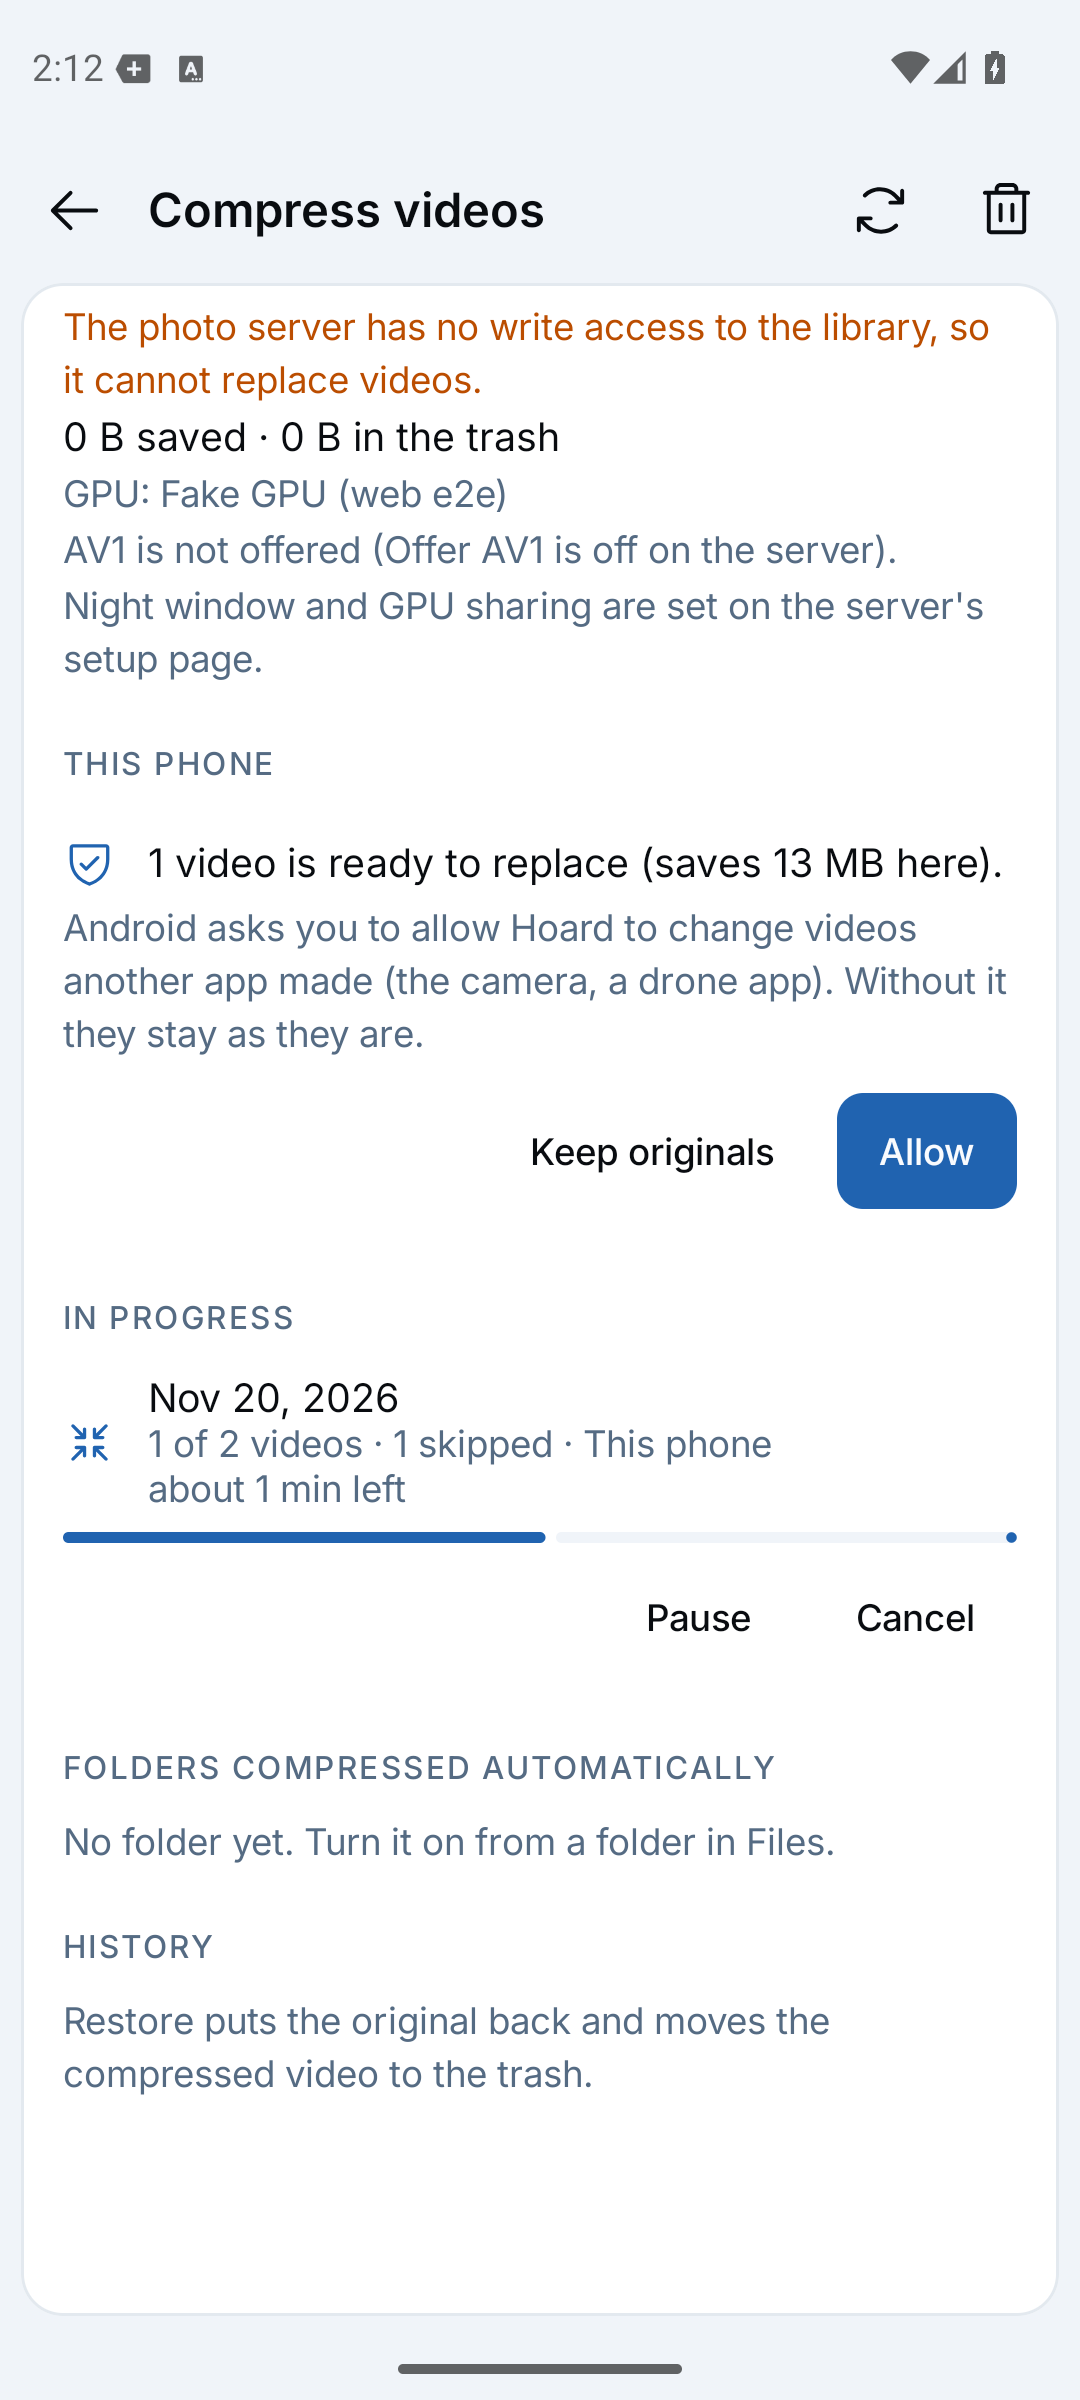 2:12
Compress videos
The photo server has no write access to the library, so
it cannot replace videos.
0 B saved · 0 B in the trash
GPU: Fake GPU (web e2e)
AV1 is not offered (Offer AV1 is off on the server).
Night window and GPU sharing are set on the server's
setup page.
THIS PHONE
1 video is ready to replace (saves 13 MB here).
Android asks you to allow Hoard to change videos
another app made (the camera, a drone app). Without it
they stay as they are.
Keep originals
Allow
IN PROGRESS
Nov 20, 2026
1 of 2 videos · 1 skipped · This phone
about 1 min left
Pause
Cancel
FOLDERS COMPRESSED AUTOMATICALLY
No folder yet. Turn it on from a folder in Files.
HISTORY
Restore puts the original back and moves the
compressed video to the trash.